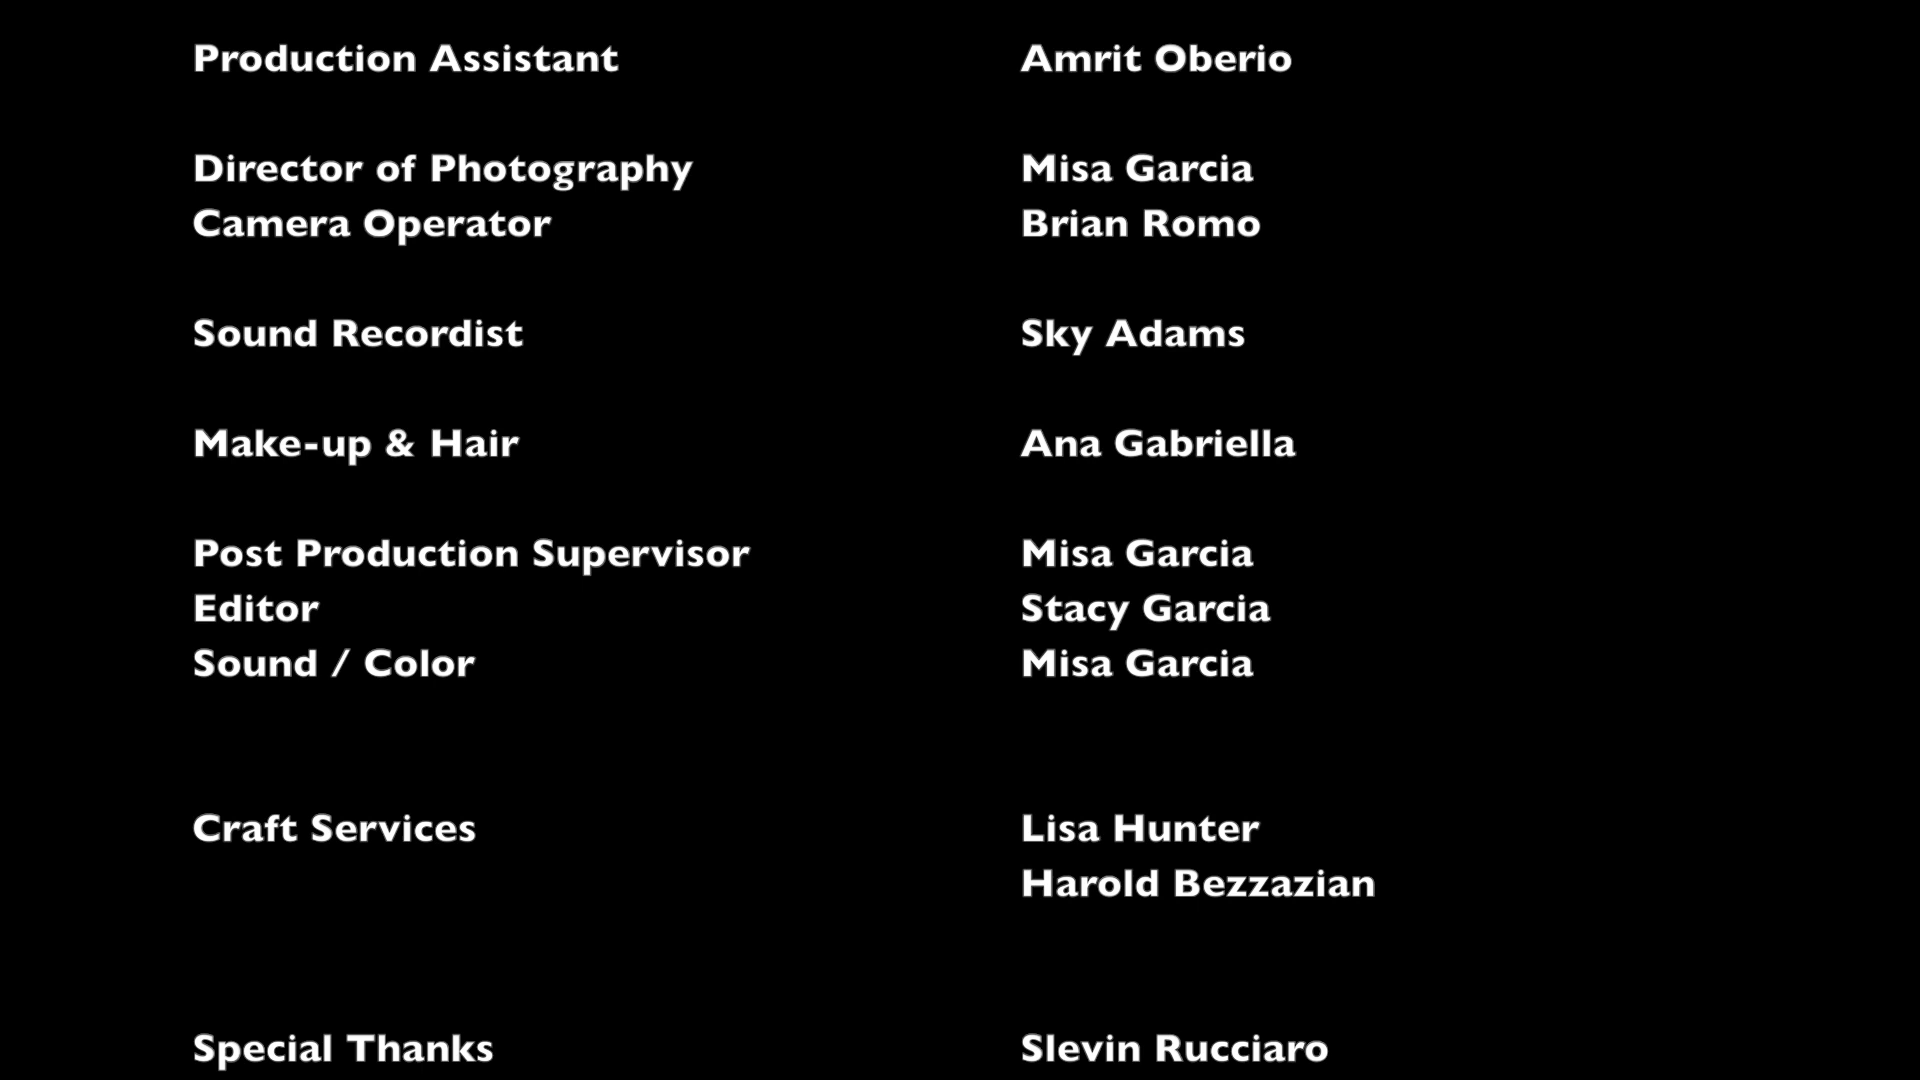 Production Assistant Amrit Oberio
Director of Photography Misa Garcia
Camera Operator Brian Romo
Sound Recordist Sky Adams
Make-up & Hair Ana Gabriella
Post Production Supervisor Misa Garcia
Editor Stacy Garcia
Sound / Color Misa Garcia
Craft Services Lisa Hunter
Harold Bezzazian
Special Thanks Slevin Rucciaro